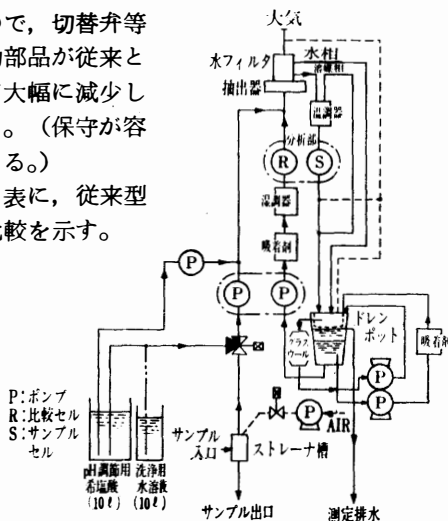 ので，切替弁等
動部品が従来と
て大幅に減少し
。（保守が容
る。）
表に，従来型
比較を示す。
大気
水フィルタ
水相
溶媒相
抽出器
温調器
分析部
R
S
温調器
吸着剤
P
P
P
ドレン
ポット
グラス
ウール
吸着剤
P
P
P
AIR
P:ポンプ
R:比較セル
S:サンプル
セル
サンプル
入口
ストレーナ槽
pH調節用
希塩酸
(10ℓ)
洗浄用
水溶液
(10ℓ)
サンプル出口
測定排水